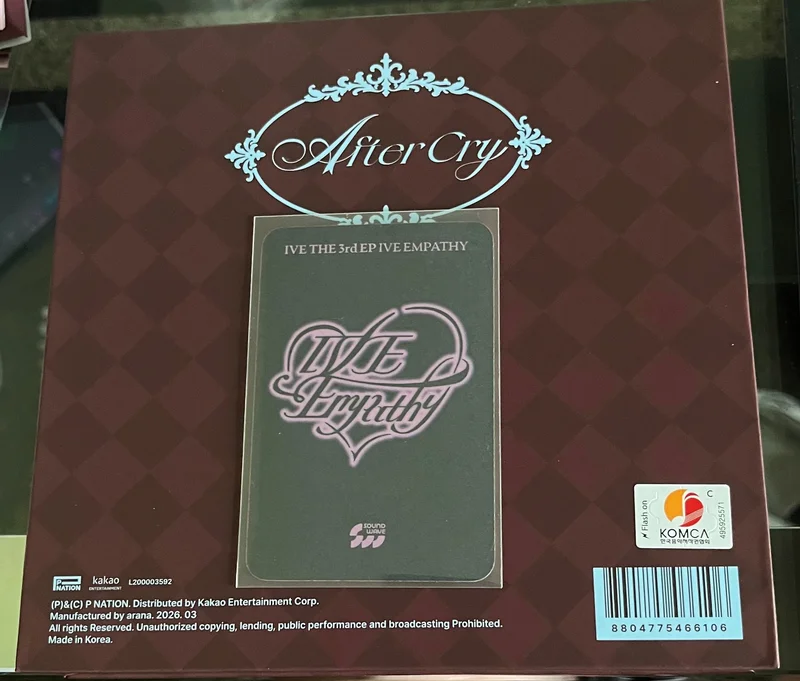 After Cry
IVE THE 3rd EP IVE EMPATHY
IVE
Empathy
SOUND
WAVE
Flash on
C
KOMCA
한국음악저작권협회
495925571
P NATION
kakao
ENTERTAINMENT
L200003592
(P)&(C) P NATION. Distributed by Kakao Entertainment Corp.
Manufactured by arana. 2026. 03
All rights Reserved. Unauthorized copying, lending, public performance and broadcasting Prohibited.
Made in Korea.
8804775466106